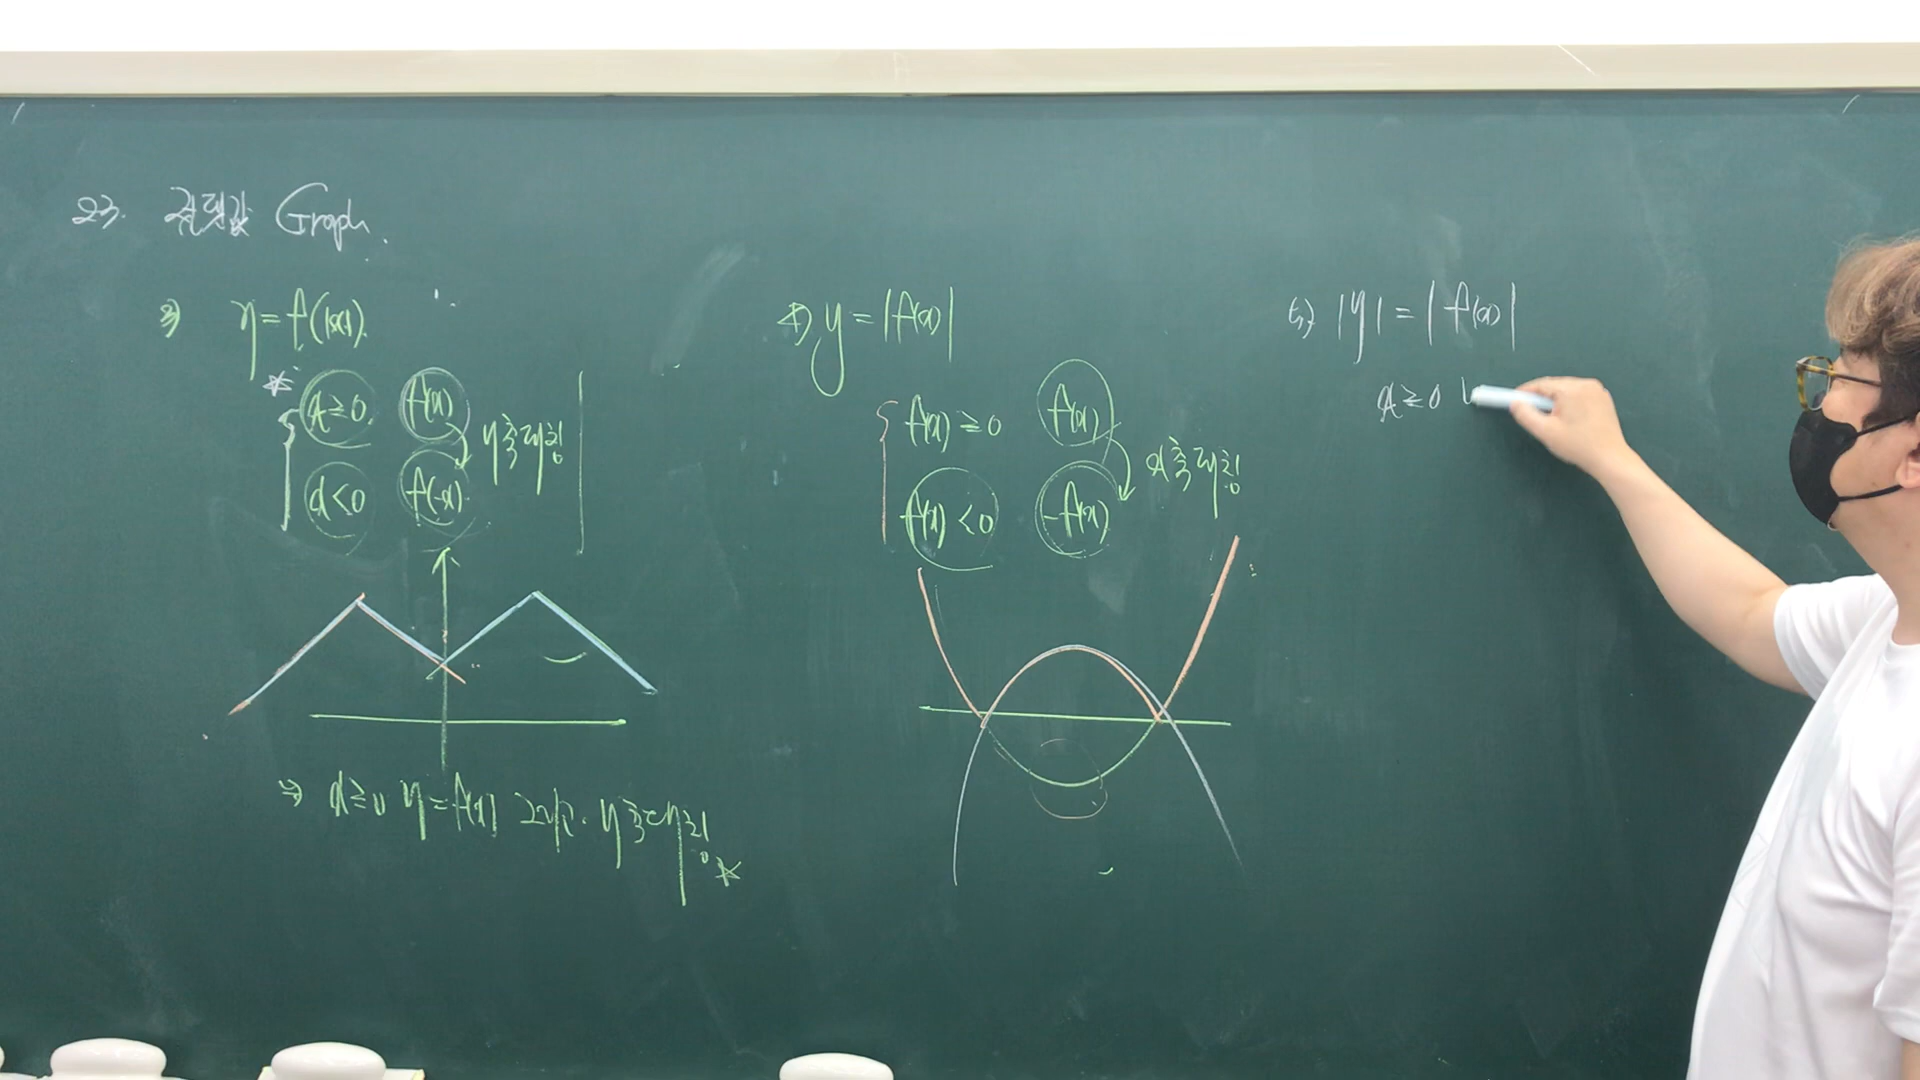 23. 절댓값 Graph.
3) y=f(|x|).
x≥0 f(x)
x<0 f(-x).
y축대칭
⇒ x≥0 y=f(x) 그리고. y축대칭
4) y=|f(x)|
f(x)≥0 f(x)
f(x)<0 -f(x)
x축대칭
5) |y|=|f(x)|
x≥0